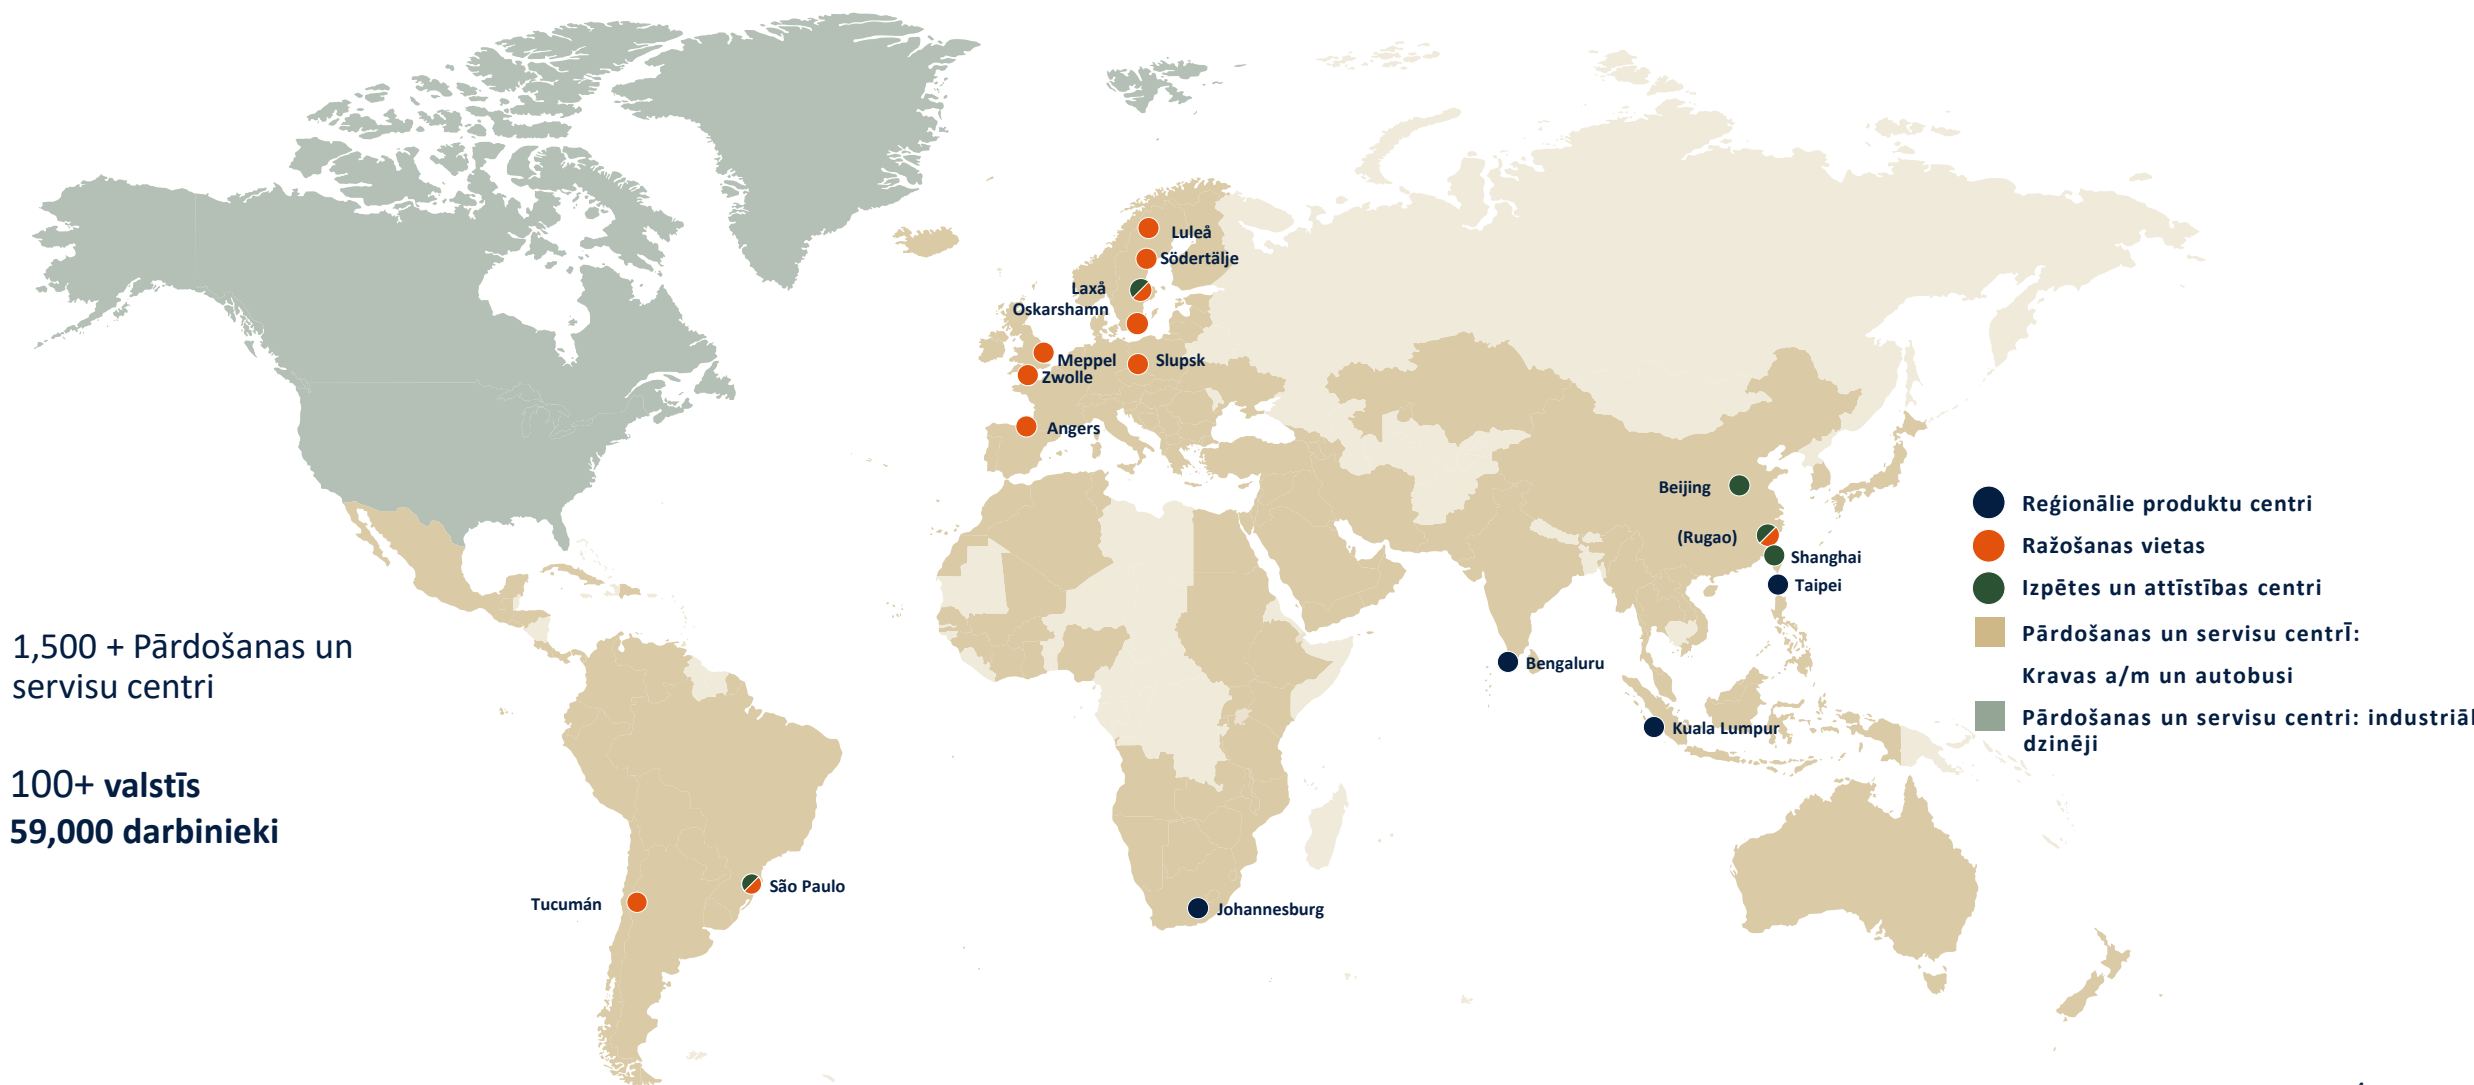 Luleå
Södertälje
Laxå
Oskarshamn
Meppel
Slupsk
Zwolle
Angers
Beijing
(Rugao)
Shanghai
Taipei
Bengaluru
Kuala Lumpur
Johannesburg
São Paulo
Tucumán
1,500 + Pārdošanas un
servisu centri
100+ valstīs
59,000 darbinieki
Reģionālie produktu centri
Ražošanas vietas
Izpētes un attīstības centri
Pārdošanas un servisu centrĪ:
Kravas a/m un autobusi
Pārdošanas un servisu centri:
dzinēji